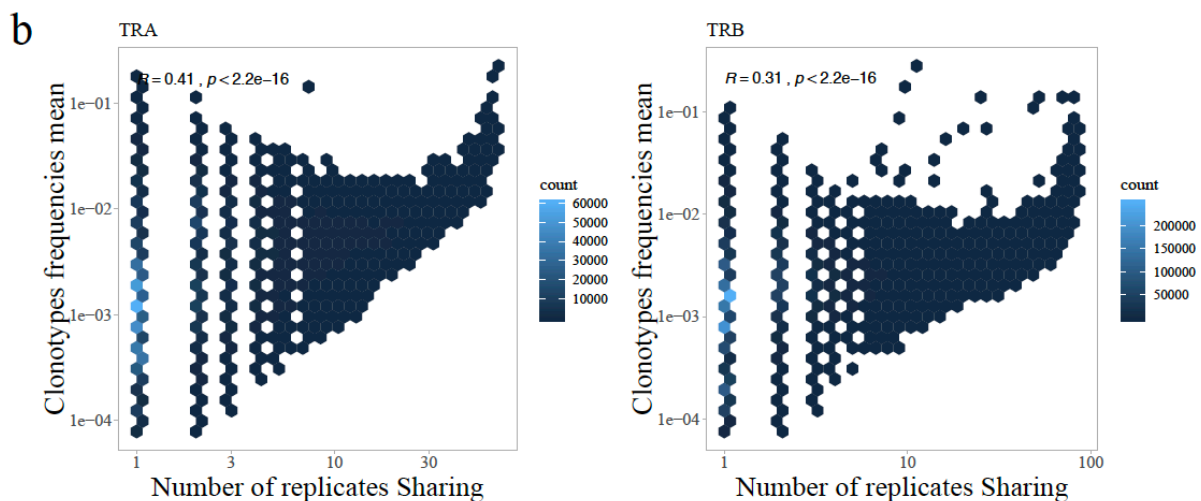 b
TRA
R = 0.41 , p < 2.2e−16
Clonotypes frequencies mean
1e−01
1e−02
1e−03
1e−04
1
3
10
30
Number of replicates Sharing
count
60000
50000
40000
30000
20000
10000
TRB
R = 0.31 , p < 2.2e−16
Clonotypes frequencies mean
1e−01
1e−02
1e−03
1e−04
1
10
100
Number of replicates Sharing
count
200000
150000
100000
50000